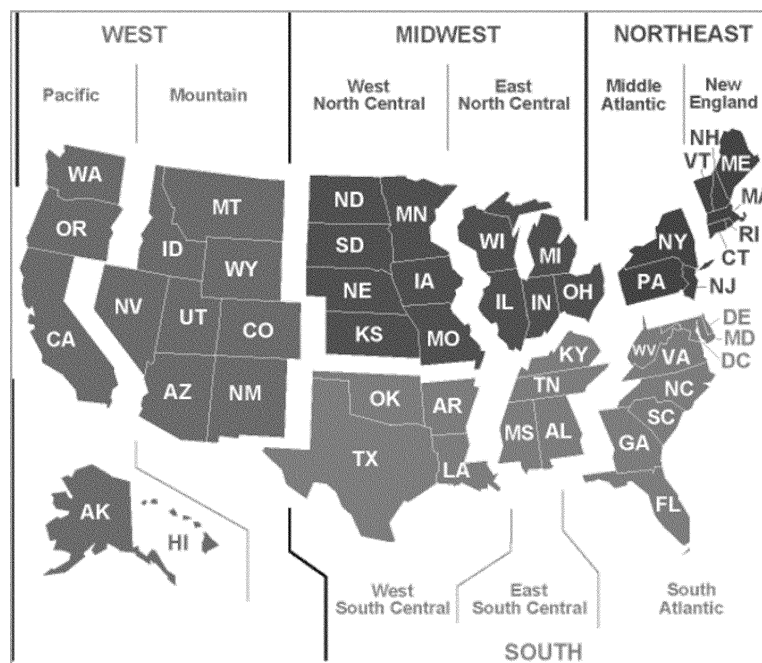 WEST
MIDWEST
NORTHEAST
Pacific
Mountain
West
North Central
East
North Central
Middle
Atlantic
New
England
NH
VT
ME
MA
RI
CT
NJ
WA
MT
ND
MN
OR
ID
SD
WI
MI
NY
WY
NE
IA
PA
NV
UT
CO
IL
IN
OH
CA
KS
MO
DE
MD
DC
WV
VA
KY
AZ
NM
OK
AR
TN
NC
SC
TX
MS
AL
GA
LA
FL
AK
HI
West
South Central
East
South Central
South
Atlantic
SOUTH